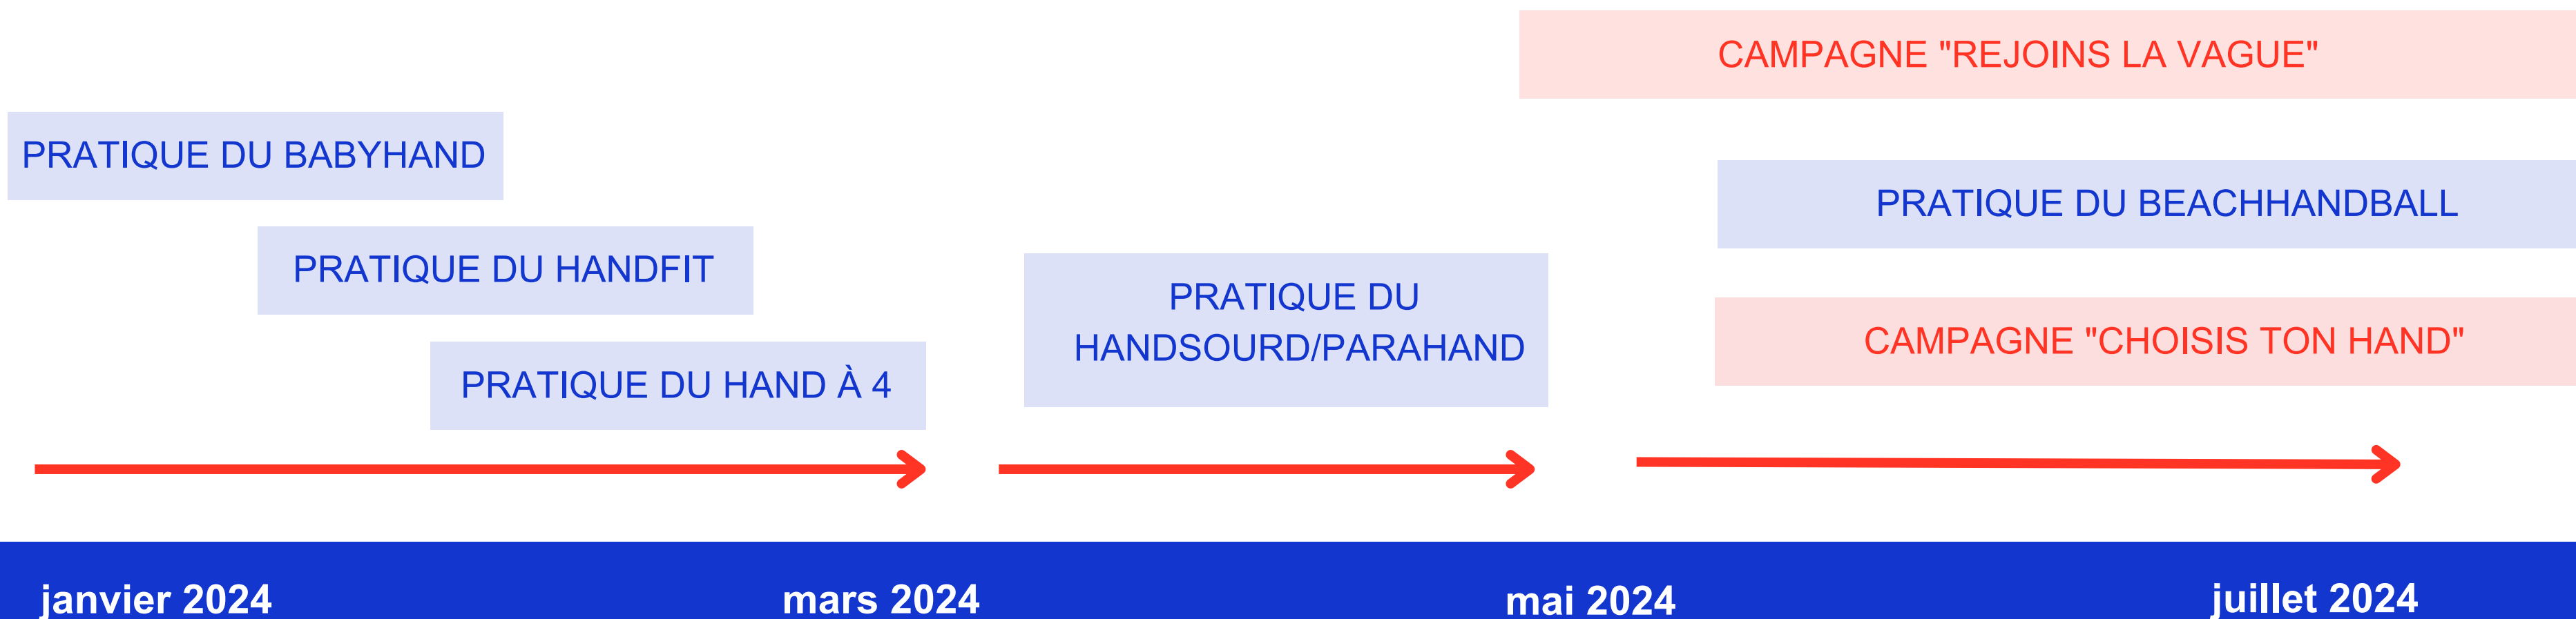 CAMPAGNE "REJOINS LA VAGUE"
PRATIQUE DU BABYHAND
PRATIQUE DU BEACHHANDBALL
PRATIQUE DU HANDFIT
PRATIQUE DU
HANDSOURD/PARAHAND
CAMPAGNE "CHOISIS TON HAND"
PRATIQUE DU HAND À 4
janvier 2024
mars 2024
mai 2024
juillet 2024